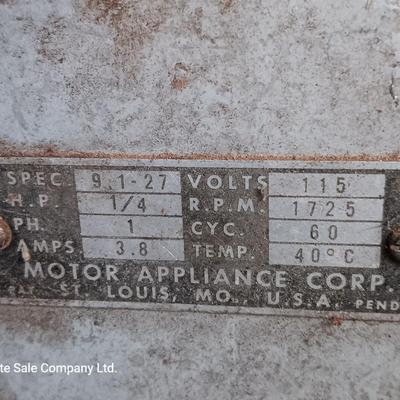 SPEC. 9.1-27 VOLTS 115
H.P. 1/4 R.P.M. 1725
PH. 1 CYC. 60
AMPS. 3.8 TEMP. 40°C
MOTOR APPLIANCE CORP.
ST. LOUIS, MO., U.S.A. PEND
te Sale Company Ltd.